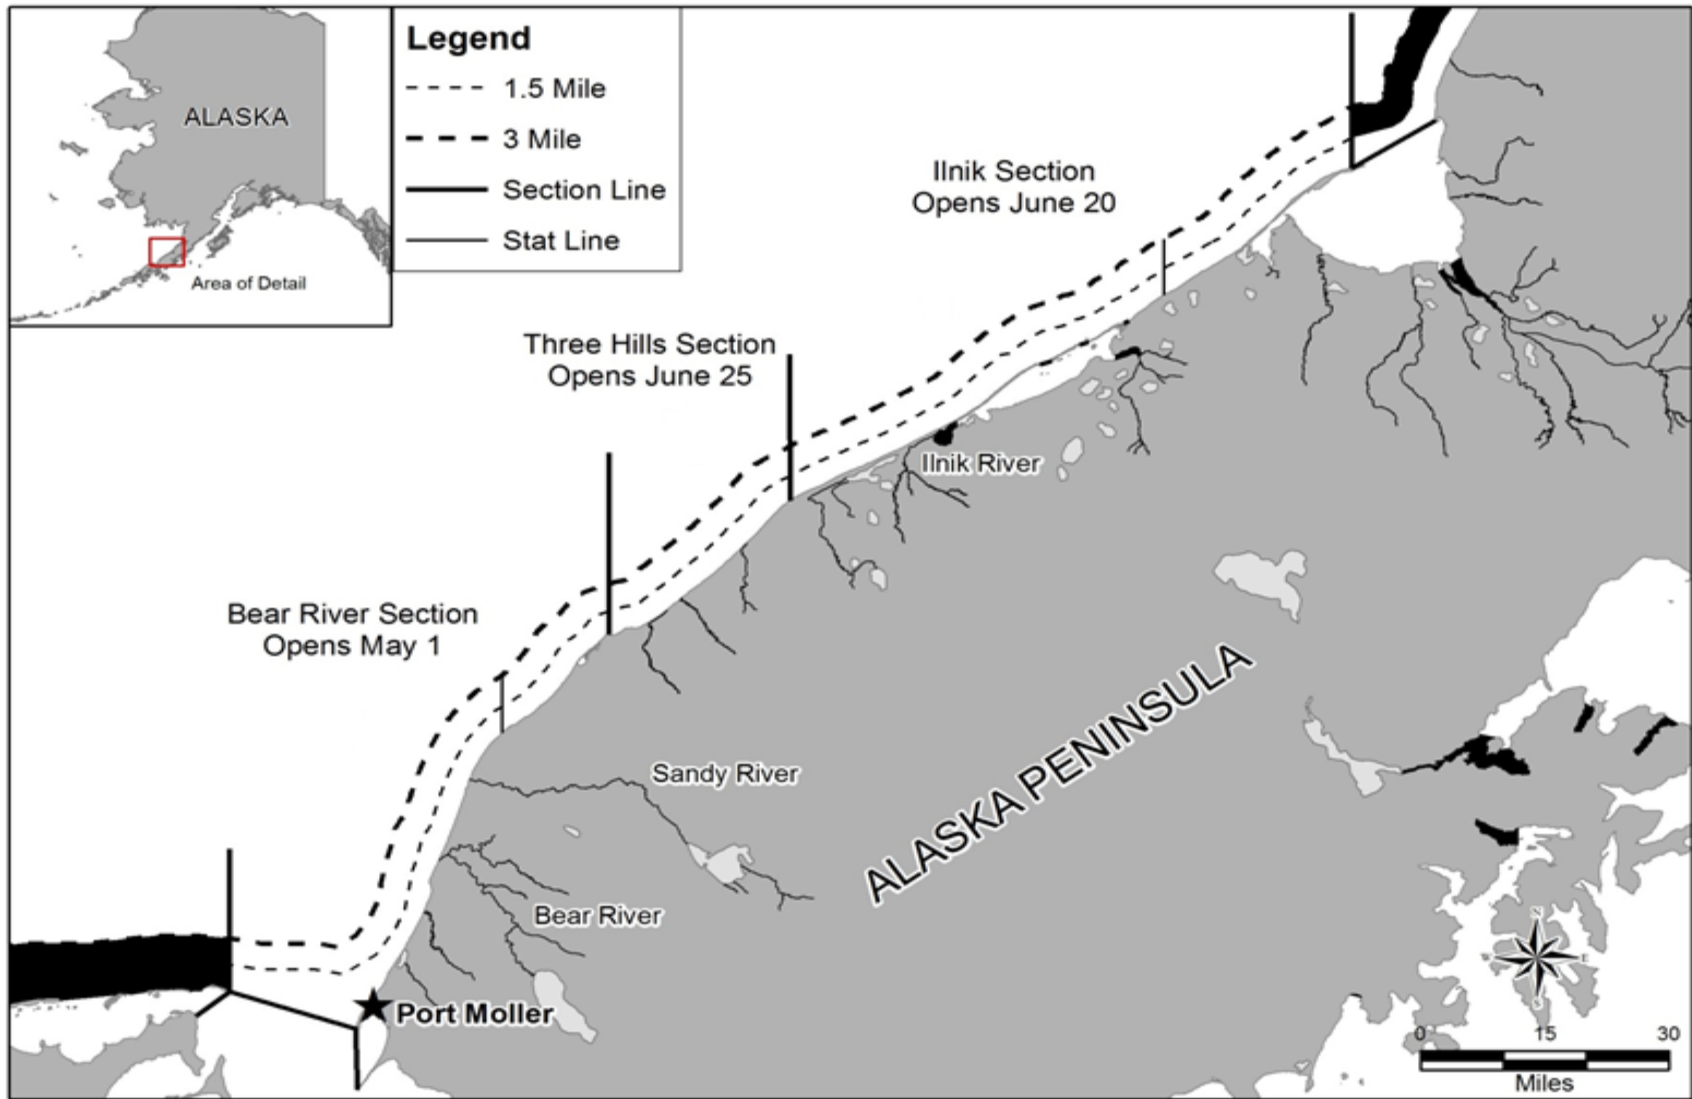 ALASKA
Area of Detail
Legend
1.5 Mile
3 Mile
Section Line
Stat Line
Ilnik Section
Opens June 20
Three Hills Section
Opens June 25
Ilnik River
Bear River Section
Opens May 1
ALASKA PENINSULA
Sandy River
Bear River
Port Moller
N
E
S
0 15 30
Miles